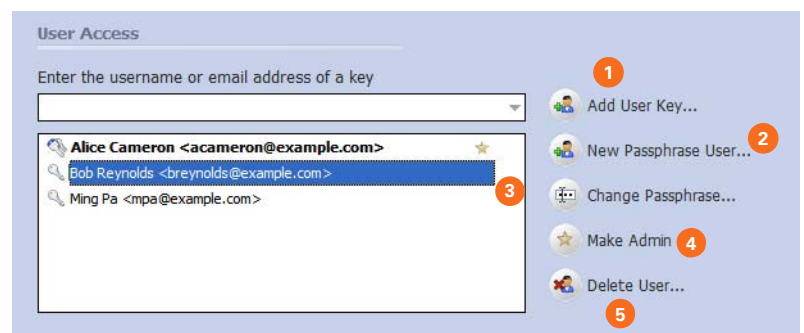 User Access
Enter the username or email address of a key
1
Add User Key...
Alice Cameron <acameron@example.com>
New Passphrase User...
2
Bob Reynolds <breynolds@example.com>
3
Ming Pa <mpa@example.com>
Change Passphrase...
Make Admin
4
Delete User...
5